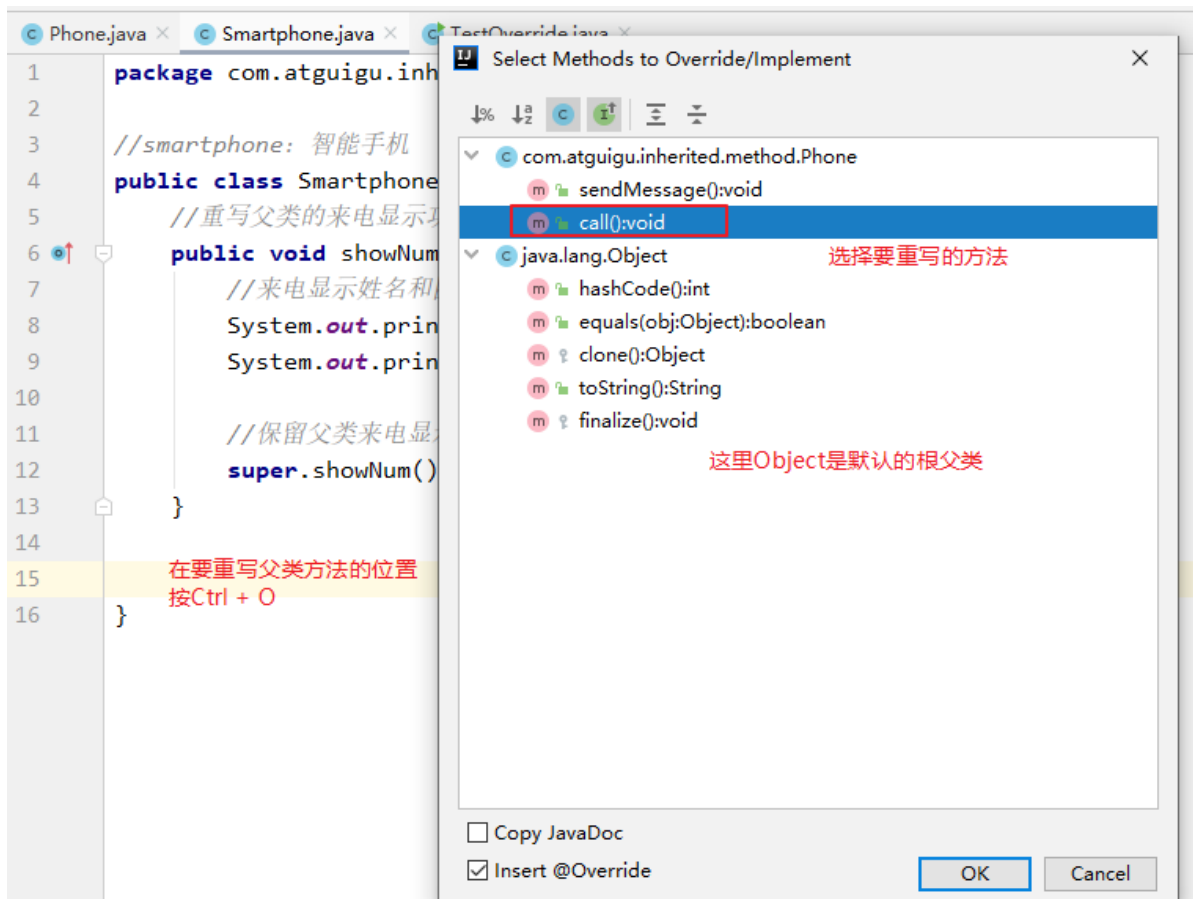 Phone.java
Smartphone.java
TestOverride.java
Select Methods to Override/Implement
1 package com.atguigu.inh
2
3 //smartphone：智能手机
4 public class Smartphone
5 //重写父类的来电显示功
6 public void showNum
7 //来电显示姓名和
8 System.out.prin
9 System.out.prin
10
11 //保留父类来电显
12 super.showNum()
13 }
14
15
在要重写父类方法的位置
按Ctrl + O
16 }
com.atguigu.inherited.method.Phone
sendMessage():void
call():void
java.lang.Object
选择要重写的方法
hashCode():int
equals(obj:Object):boolean
clone():Object
toString():String
finalize():void
这里Object是默认的根父类
Copy JavaDoc
Insert @Override
OK
Cancel